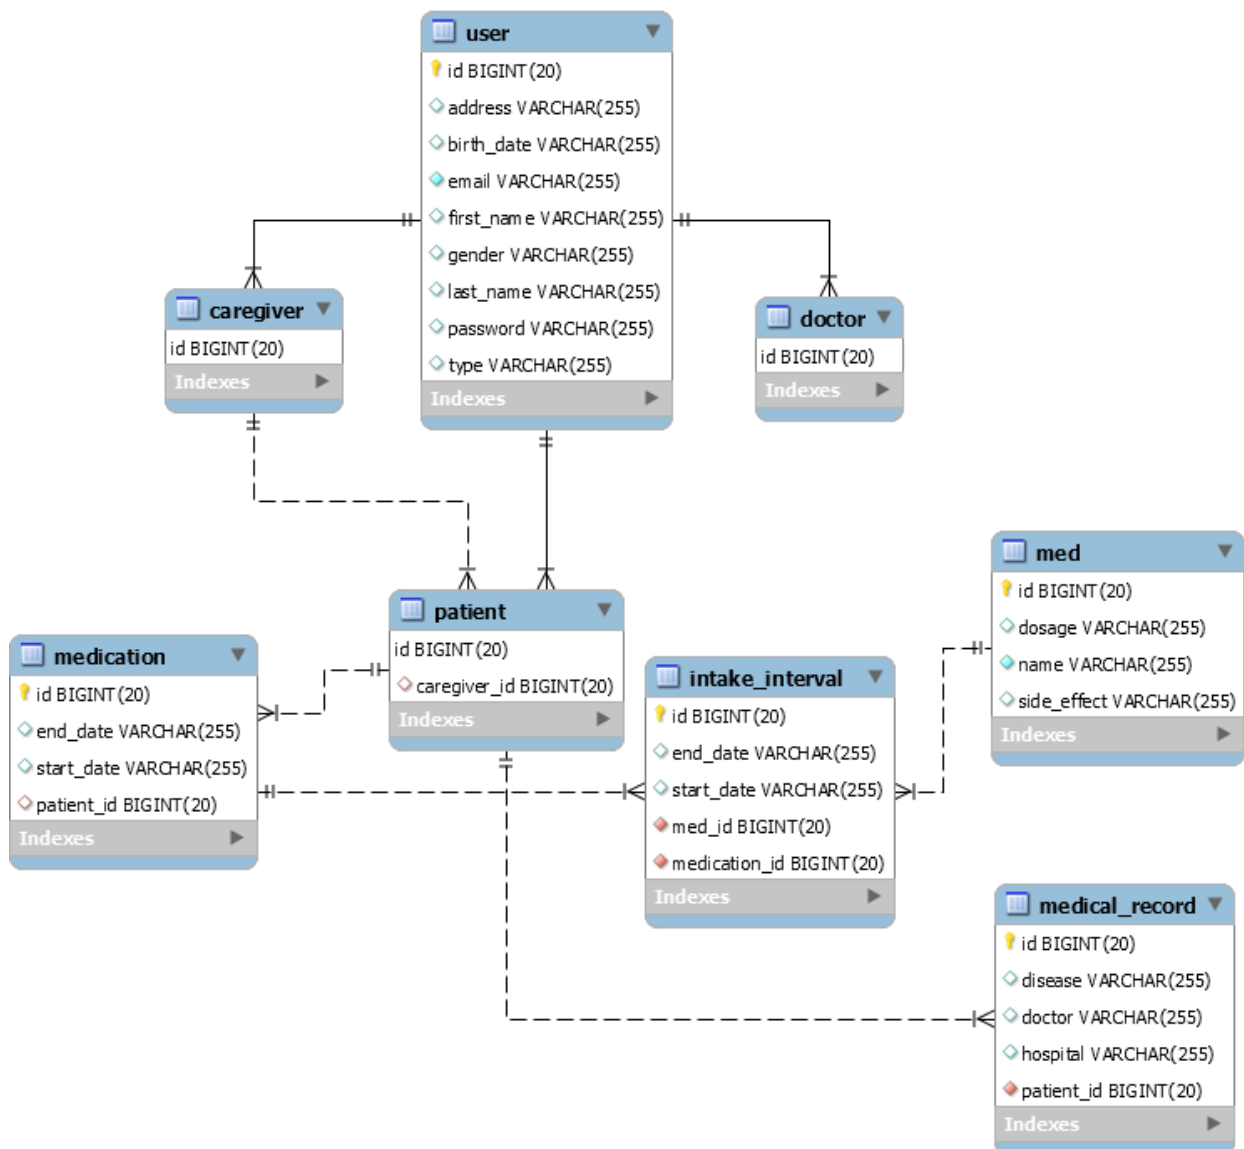 user
id BIGINT(20)
address VARCHAR(255)
birth_date VARCHAR(255)
email VARCHAR(255)
first_name VARCHAR(255)
gender VARCHAR(255)
last_name VARCHAR(255)
password VARCHAR(255)
type VARCHAR(255)
Indexes
caregiver
id BIGINT(20)
Indexes
doctor
id BIGINT(20)
Indexes
patient
id BIGINT(20)
caregiver_id BIGINT(20)
Indexes
medication
id BIGINT(20)
end_date VARCHAR(255)
start_date VARCHAR(255)
patient_id BIGINT(20)
Indexes
intake_interval
id BIGINT(20)
end_date VARCHAR(255)
start_date VARCHAR(255)
med_id BIGINT(20)
medication_id BIGINT(20)
Indexes
med
id BIGINT(20)
dosage VARCHAR(255)
name VARCHAR(255)
side_effect VARCHAR(255)
Indexes
medical_record
id BIGINT(20)
disease VARCHAR(255)
doctor VARCHAR(255)
hospital VARCHAR(255)
patient_id BIGINT(20)
Indexes